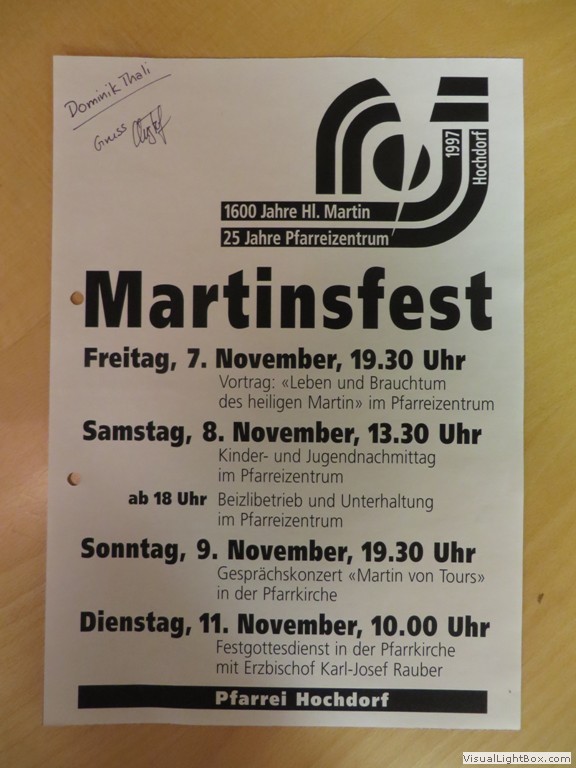 Dominik Thali
Gruss
1997
Hochdorf
1600 Jahre Hl. Martin
25 Jahre Pfarreizentrum
Martinsfest
Freitag, 7. November, 19.30 Uhr
Vortrag: «Leben und Brauchtum
des heiligen Martin» im Pfarreizentrum
Samstag, 8. November, 13.30 Uhr
Kinder- und Jugendnachmittag
im Pfarreizentrum
ab 18 Uhr Beizlibetrieb und Unterhaltung
im Pfarreizentrum
Sonntag, 9. November, 19.30 Uhr
Gesprächskonzert «Martin von Tours»
in der Pfarrkirche
Dienstag, 11. November, 10.00 Uhr
Festgottesdienst in der Pfarrkirche
mit Erzbischof Karl-Josef Rauber
Pfarrei Hochdorf
VisualLightBox.com